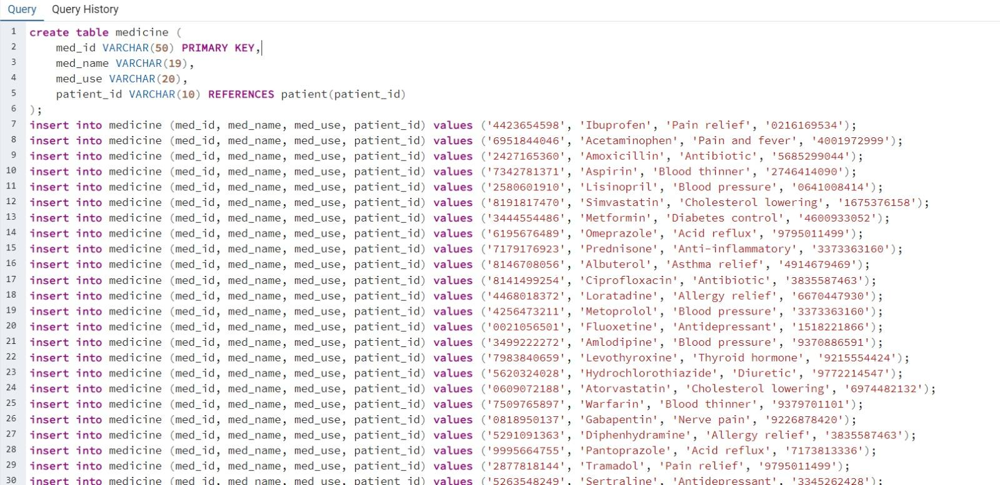 Query Query History
1 create table medicine (
2 med_id VARCHAR(50) PRIMARY KEY,
3 med_name VARCHAR(19),
4 med_use VARCHAR(20),
5 patient_id VARCHAR(10) REFERENCES patient(patient_id)
6 );
7 insert into medicine (med_id, med_name, med_use, patient_id) values ('4423654598', 'Ibuprofen', 'Pain relief', '0216169534');
8 insert into medicine (med_id, med_name, med_use, patient_id) values ('6951844046', 'Acetaminophen', 'Pain and fever', '4001972999');
9 insert into medicine (med_id, med_name, med_use, patient_id) values ('2427165360', 'Amoxicillin', 'Antibiotic', '5685299044');
10 insert into medicine (med_id, med_name, med_use, patient_id) values ('7342781371', 'Aspirin', 'Blood thinner', '2746414090');
11 insert into medicine (med_id, med_name, med_use, patient_id) values ('2580601910', 'Lisinopril', 'Blood pressure', '0641008414');
12 insert into medicine (med_id, med_name, med_use, patient_id) values ('8191817470', 'Simvastatin', 'Cholesterol lowering', '1675376158');
13 insert into medicine (med_id, med_name, med_use, patient_id) values ('3444554486', 'Metformin', 'Diabetes control', '4600933052');
14 insert into medicine (med_id, med_name, med_use, patient_id) values ('6195676489', 'Omeprazole', 'Acid reflux', '9795011499');
15 insert into medicine (med_id, med_name, med_use, patient_id) values ('7179176923', 'Prednisone', 'Anti-inflammatory', '3373363160');
16 insert into medicine (med_id, med_name, med_use, patient_id) values ('8146708056', 'Albuterol', 'Asthma relief', '4914679469');
17 insert into medicine (med_id, med_name, med_use, patient_id) values ('8141499254', 'Ciprofloxacin', 'Antibiotic', '3835587463');
18 insert into medicine (med_id, med_name, med_use, patient_id) values ('4468018372', 'Loratadine', 'Allergy relief', '6670447930');
19 insert into medicine (med_id, med_name, med_use, patient_id) values ('4256473211', 'Metoprolol', 'Blood pressure', '3373363160');
20 insert into medicine (med_id, med_name, med_use, patient_id) values ('0021056501', 'Fluoxetine', 'Antidepressant', '1518221866');
21 insert into medicine (med_id, med_name, med_use, patient_id) values ('3499222272', 'Amlodipine', 'Blood pressure', '9370886591');
22 insert into medicine (med_id, med_name, med_use, patient_id) values ('7983840659', 'Levothyroxine', 'Thyroid hormone', '9215554424');
23 insert into medicine (med_id, med_name, med_use, patient_id) values ('5620324028', 'Hydrochlorothiazide', 'Diuretic', '9772214547');
24 insert into medicine (med_id, med_name, med_use, patient_id) values ('0609072188', 'Atorvastatin', 'Cholesterol lowering', '6974482132');
25 insert into medicine (med_id, med_name, med_use, patient_id) values ('7509765897', 'Warfarin', 'Blood thinner', '9379701101');
26 insert into medicine (med_id, med_name, med_use, patient_id) values ('0818950137', 'Gabapentin', 'Nerve pain', '9226878420');
27 insert into medicine (med_id, med_name, med_use, patient_id) values ('5291091363', 'Diphenhydramine', 'Allergy relief', '3835587463');
28 insert into medicine (med_id, med_name, med_use, patient_id) values ('9995664755', 'Pantoprazole', 'Acid reflux', '7173813336');
29 insert into medicine (med_id, med_name, med_use, patient_id) values ('2877818144', 'Tramadol', 'Pain relief', '9795011499');
30 insert into medicine (med_id, med_name, med_use, patient_id) values ('5263548249', 'Sertraline', 'Antidepressant', '3345262428');